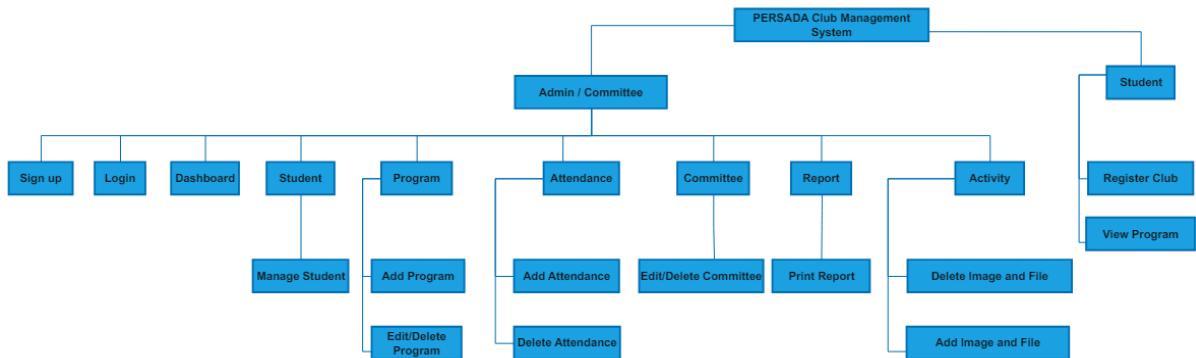 PERSADA Club Management
System
Admin / Committee
Student
Sign up
Login
Dashboard
Student
Program
Attendance
Committee
Report
Activity
Register Club
View Program
Manage Student
Add Program
Add Attendance
Edit/Delete Committee
Print Report
Delete Image and File
Edit/Delete
Program
Delete Attendance
Add Image and File